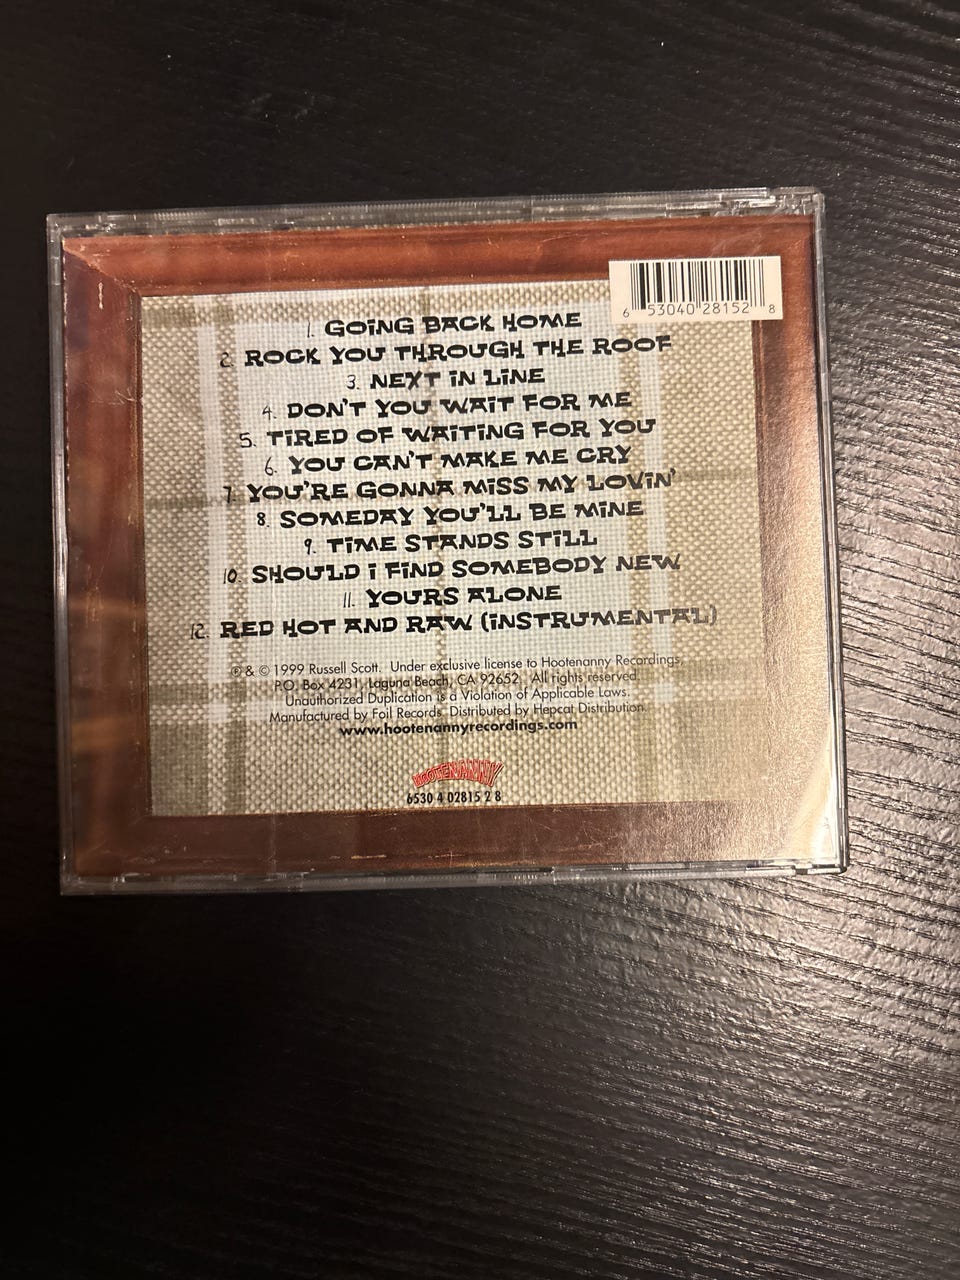 6 53040 28152 8
1. GOiNG BACK HOME
2. ROCK YOU THROUGH THE ROOF
3. NEXT iN LiNE
4. DON'T YOU WAIT FOR ME
5. TiRED OF WAiTiNG FOR YOU
6. YOU CAN'T MAKE ME CRY
7. YOU'RE GONNA MiSS MY LOViN'
8. SOMEDAY YOU'LL BE MiNE
9. TiME STANDS STiLL
10. SHOULD i FiND SOMEBODY NEW
11. YOURS ALONE
12. RED HOT AND RAW (iNSTRUMENTAL)
℗ & © 1999 Russell Scott. Under exclusive license to Hootenanny Recordings,
P.O. Box 4231, Laguna Beach, CA 92652. All rights reserved.
Unauthorized Duplication is a Violation of Applicable Laws.
Manufactured by Foil Records. Distributed by Hepcat Distribution.
www.hootenannyrecordings.com
HOOTENANNY
6530 4 02815 2 8